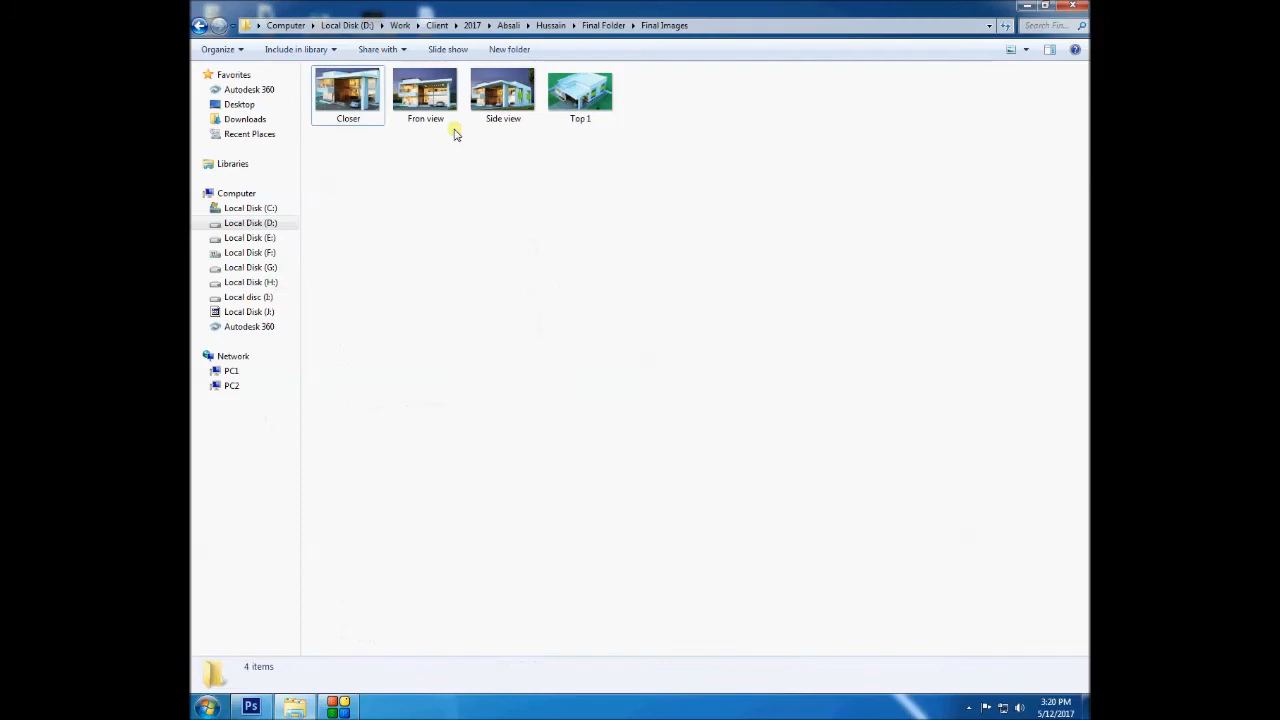 Computer Local Disk (D:) Work Client 2017 Absali Hussain Final Folder Final Images
Search Fin...
Organize Include in library Share with Slide show New folder
Favorites
Autodesk 360
Desktop
Downloads
Recent Places
Libraries
Computer
Local Disk (C:)
Local Disk (D:)
Local Disk (E:)
Local Disk (F:)
Local Disk (G:)
Local Disk (H:)
Local disc (I:)
Local Disk (J:)
Autodesk 360
Network
PC1
PC2
Closer
Fron view
Side view
Top 1
4 items
Ps
3:20 PM
5/12/2017